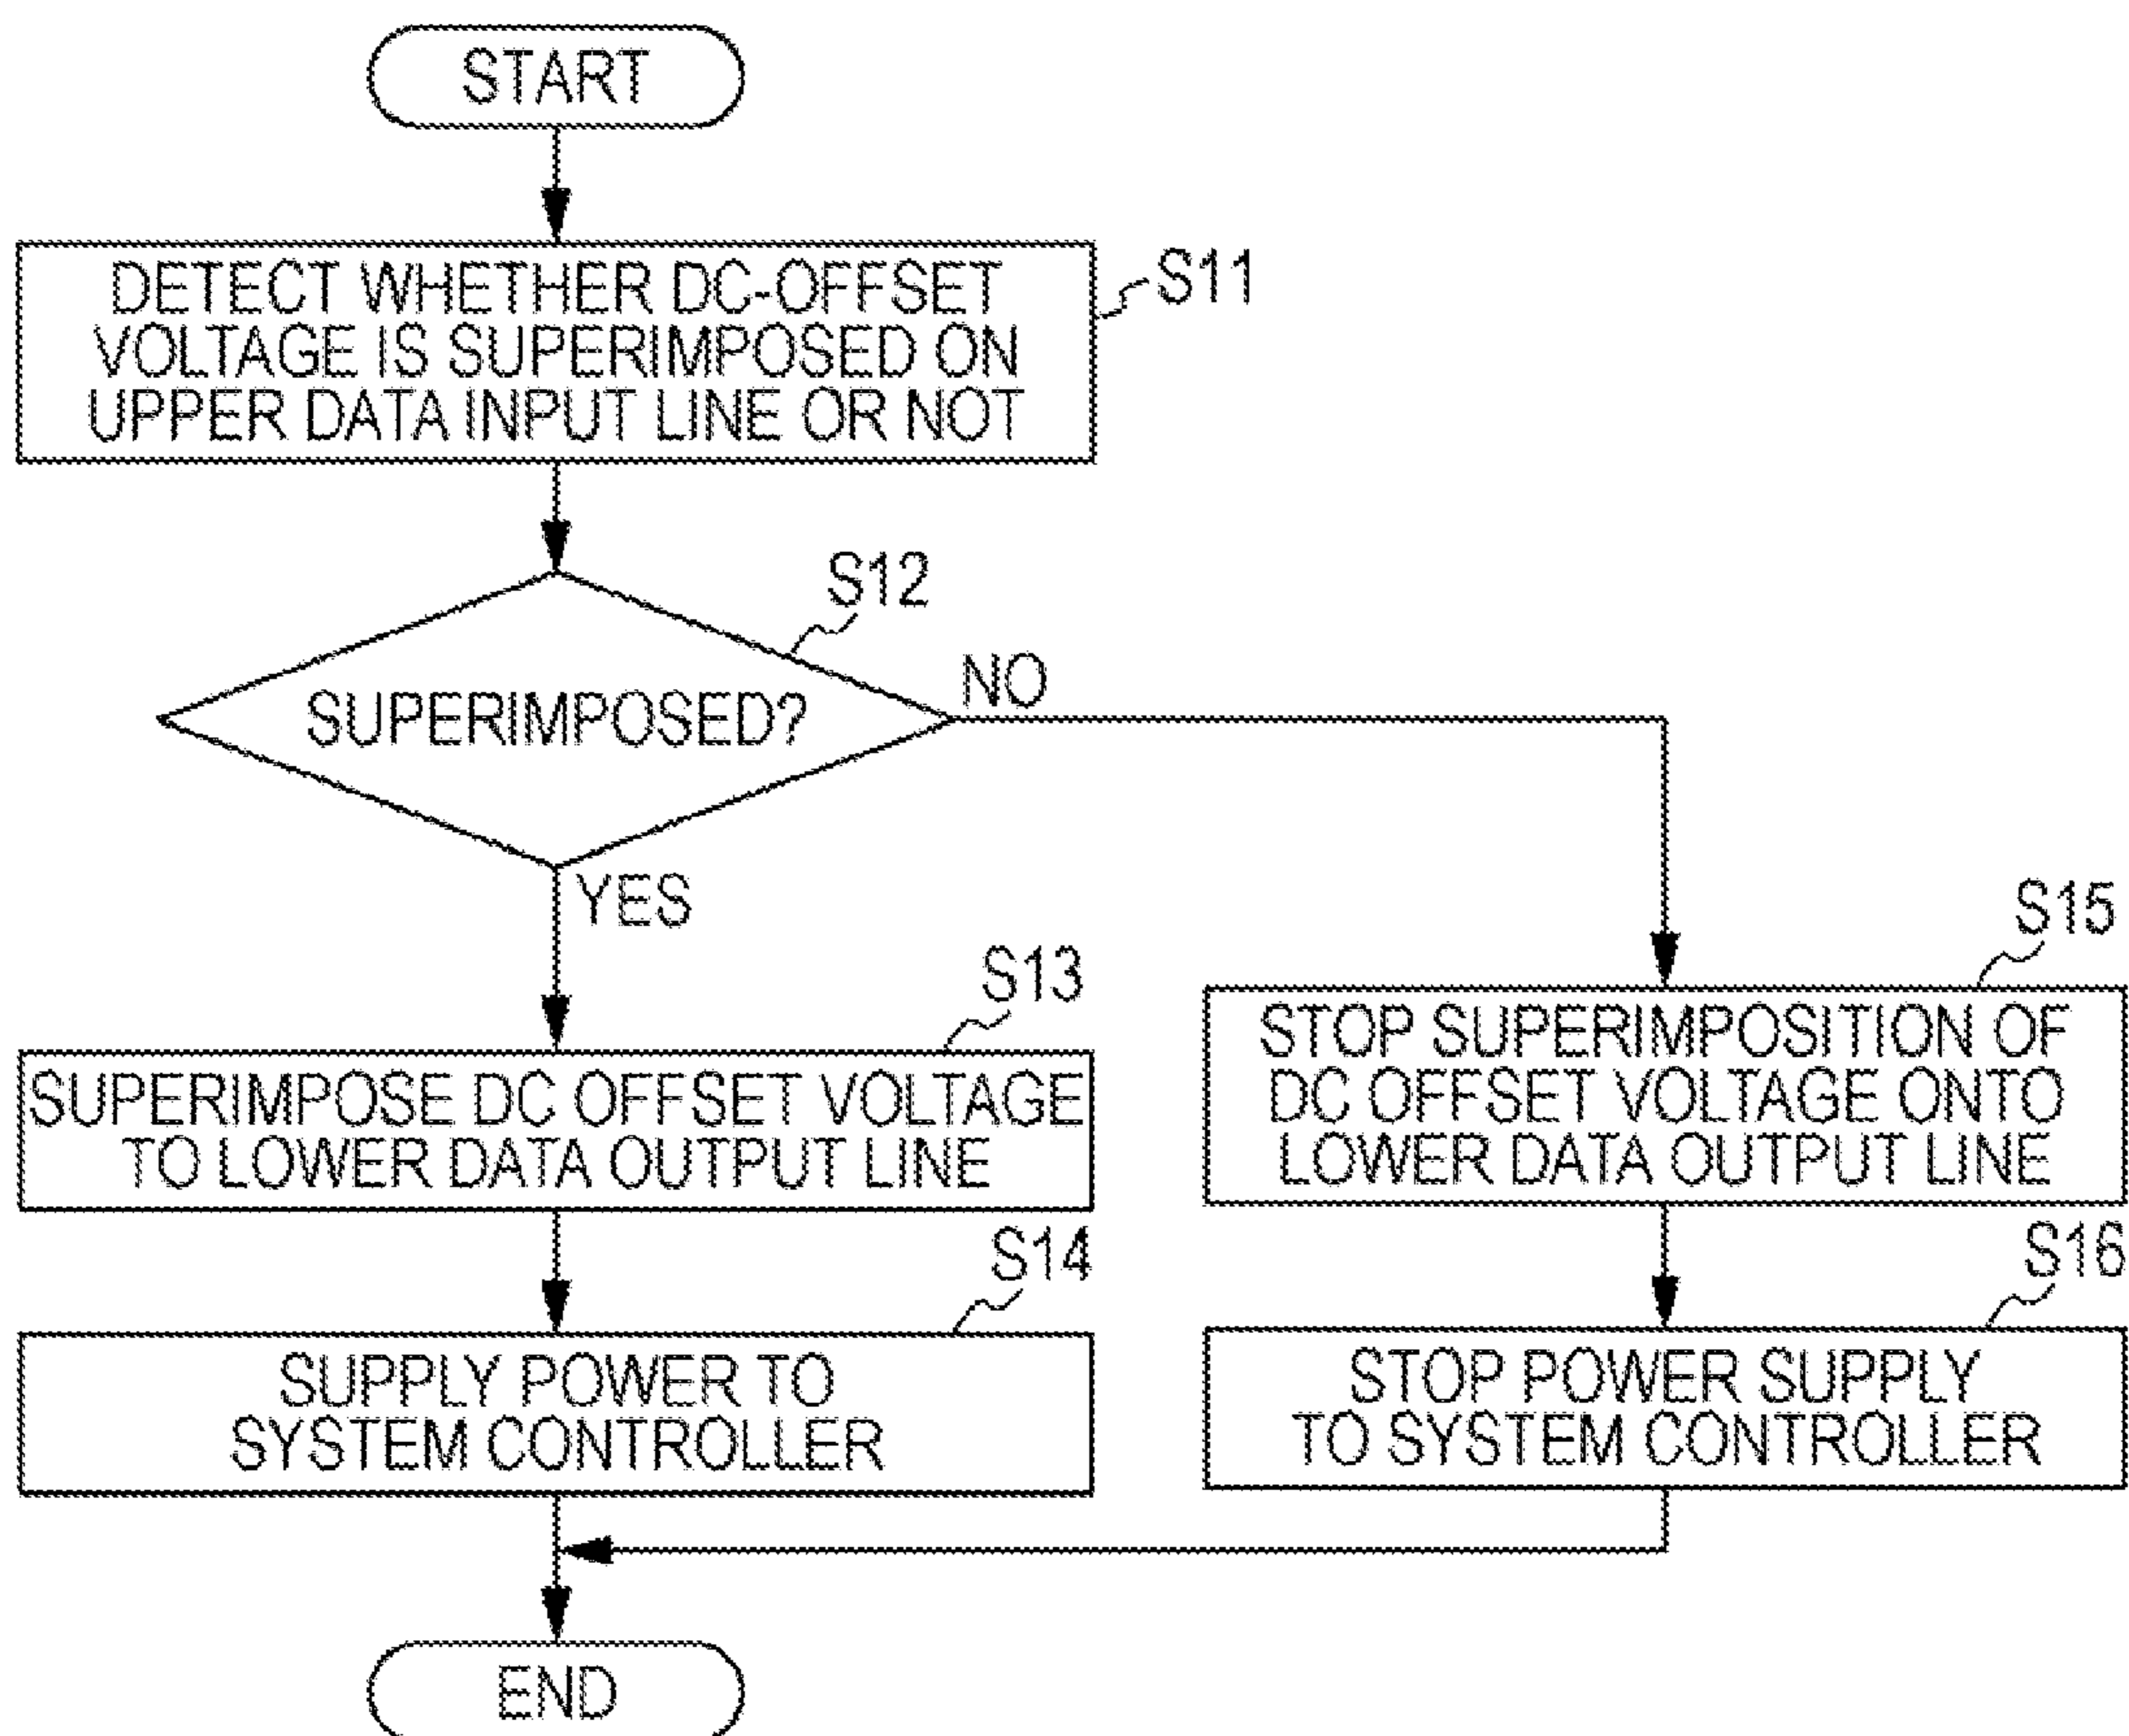 START
DETECT WHETHER DC-OFFSET
VOLTAGE IS SUPERIMPOSED ON
UPPER DATA INPUT LINE OR NOT
S11
S12
SUPERIMPOSED?
NO
YES
S13
SUPERIMPOSE DC OFFSET VOLTAGE
TO LOWER DATA OUTPUT LINE
S14
SUPPLY POWER TO
SYSTEM CONTROLLER
S15
STOP SUPERIMPOSITION OF
DC OFFSET VOLTAGE ONTO
LOWER DATA OUTPUT LINE
S16
STOP POWER SUPPLY
TO SYSTEM CONTROLLER
END